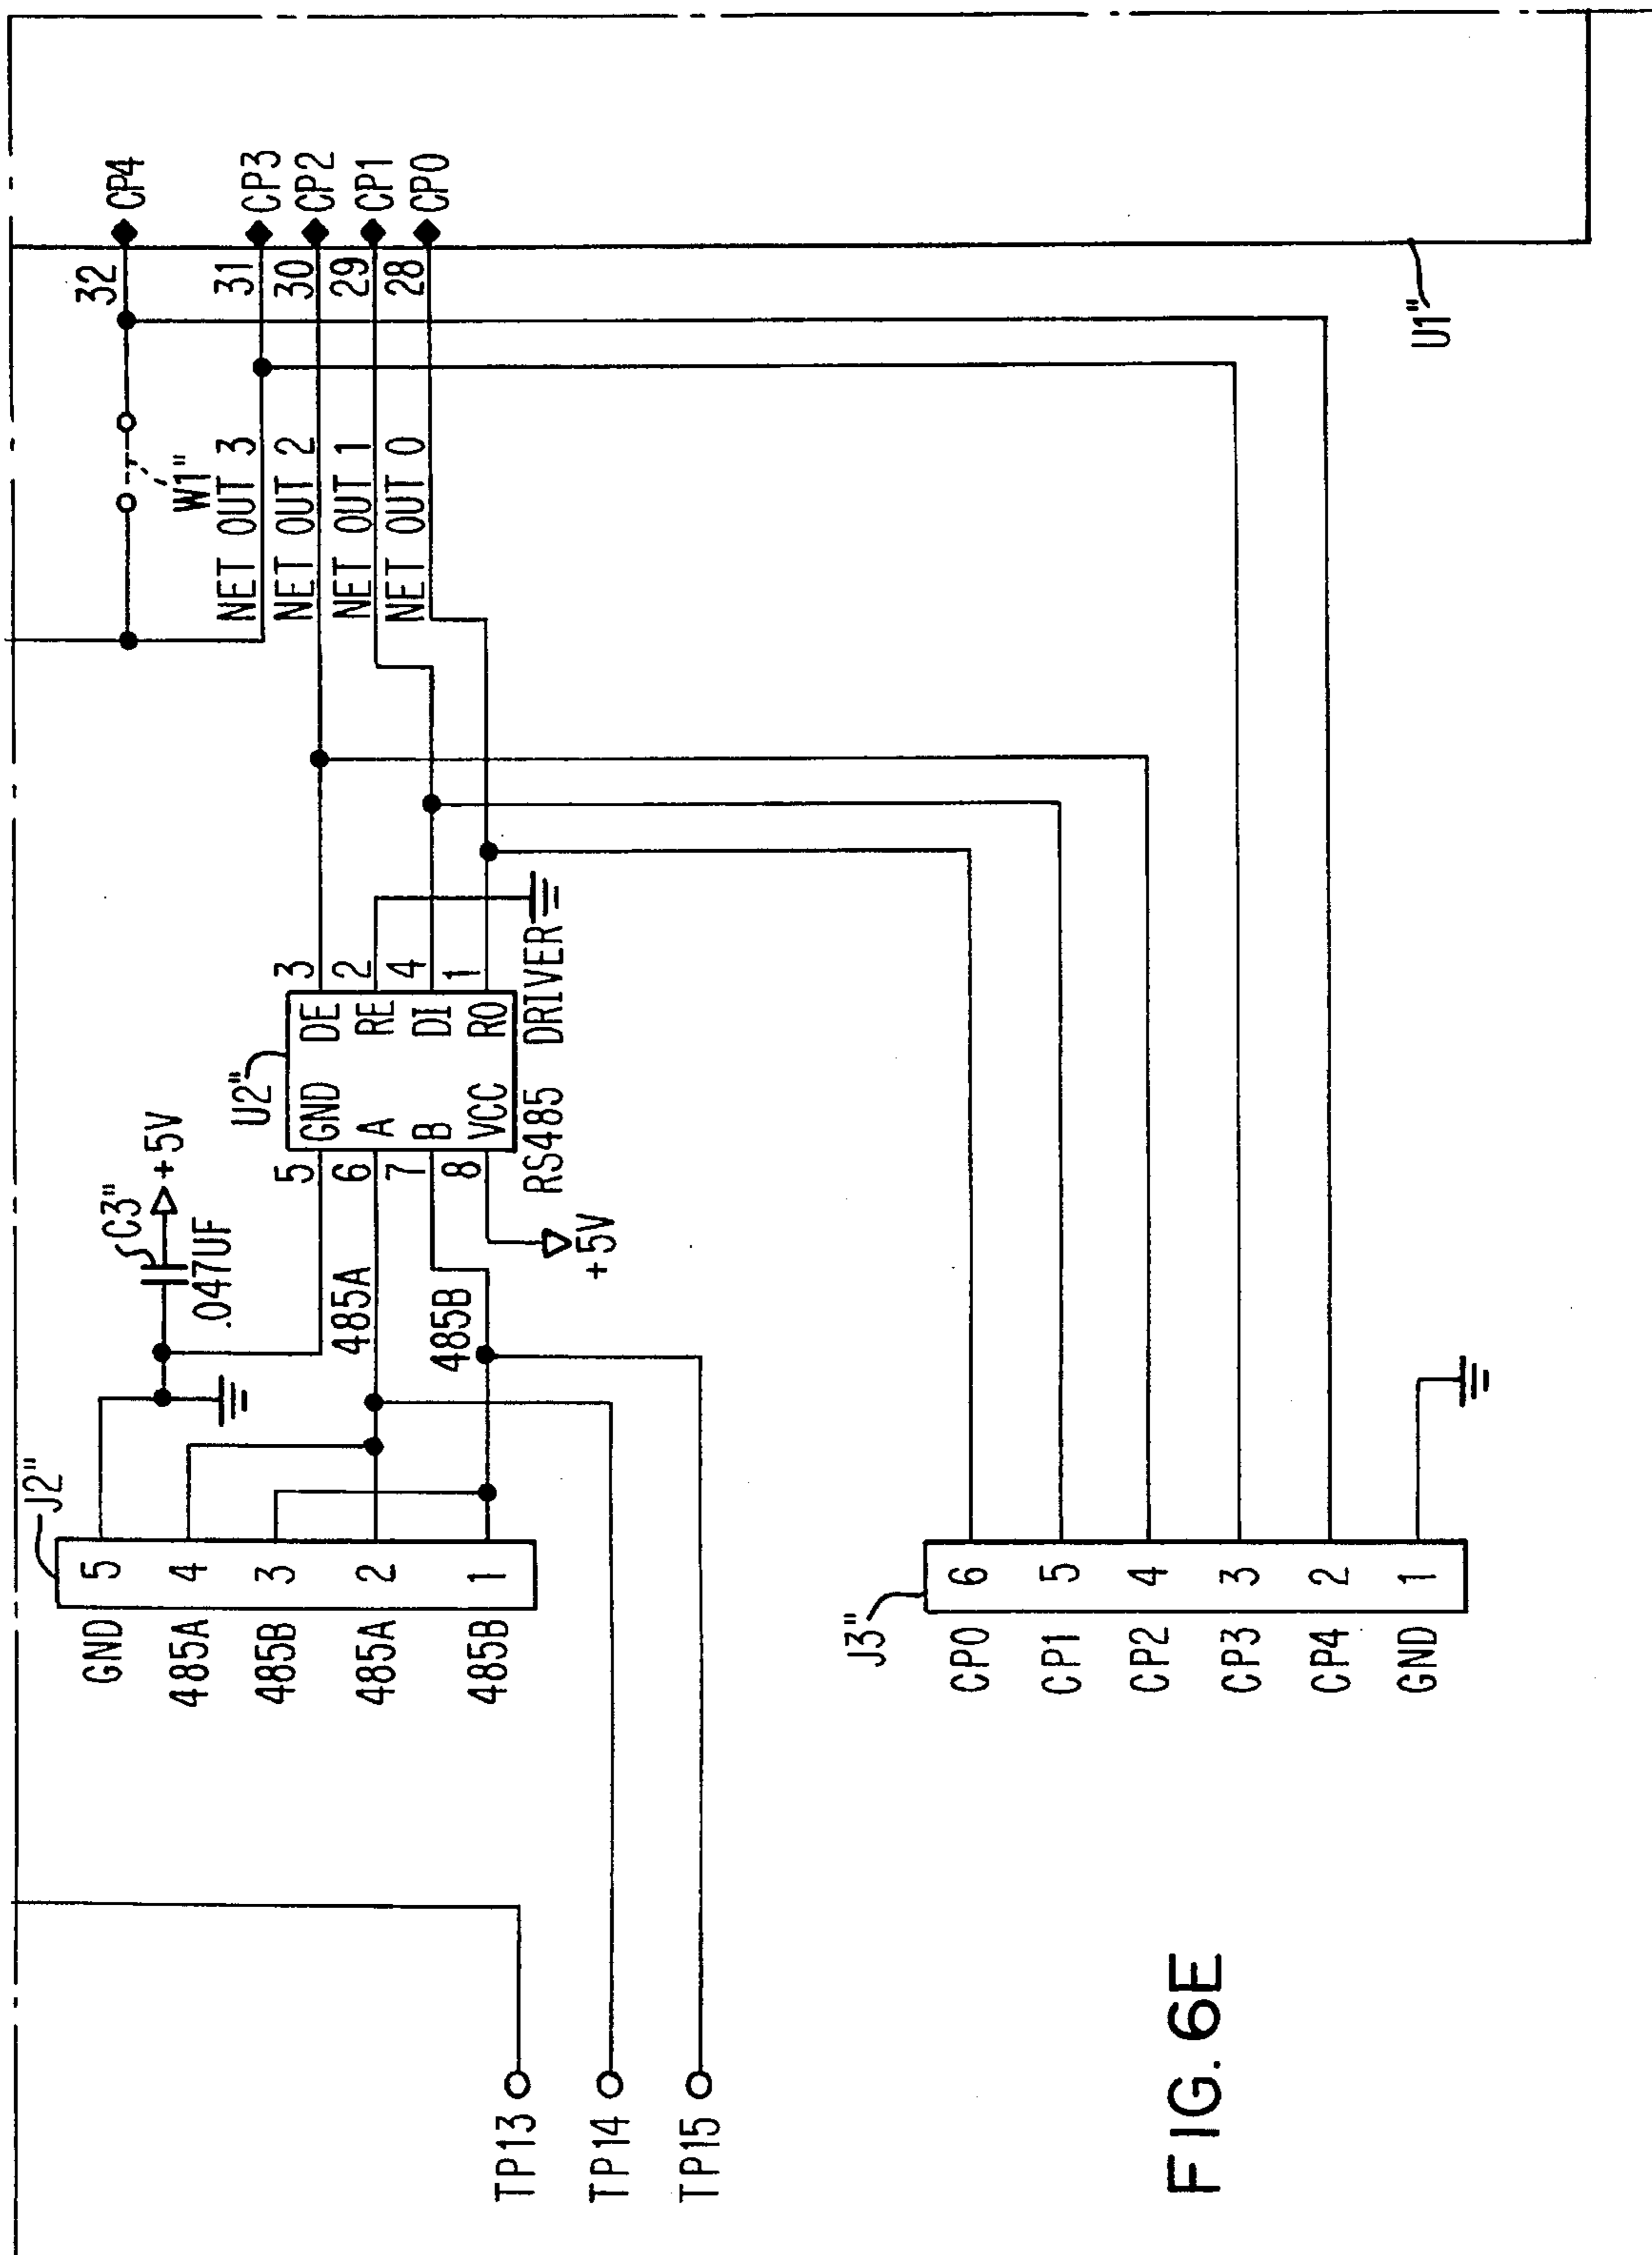 J2"
GND 5
485A 4
485B 3
485A 2
485B 1
C3"
+5V
.047UF
485A
485B
U2"
5 GND DE 3
6 A RE 2
7 B DI 4
8 VCC RO 1
RS485 DRIVER
+5V
W1"
NET OUT 3
NET OUT 2
NET OUT 1
NET OUT 0
32 CP4
31 CP3
30 CP2
29 CP1
28 CP0
TP13
TP14
TP15
J3"
CP0 6
CP1 5
CP2 4
CP3 3
CP4 2
GND 1
U1"
FIG. 6E